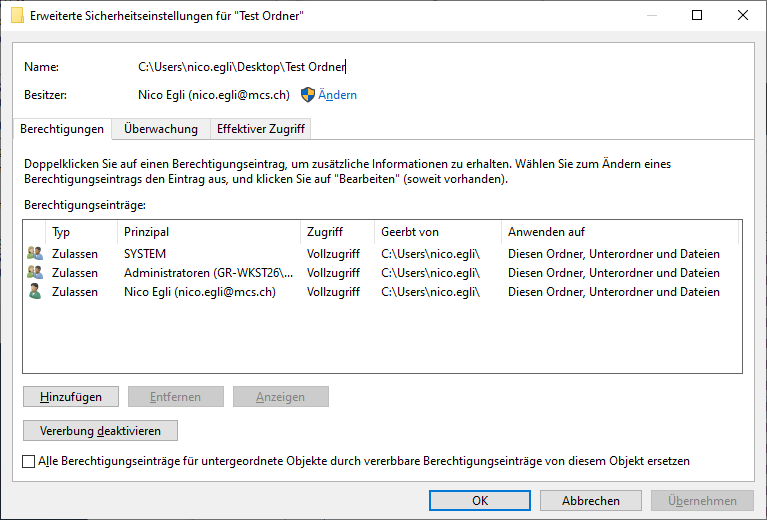 Erweiterte Sicherheitseinstellungen für "Test Ordner"
Name: C:\Users\nico.egli\Desktop\Test Ordner
Besitzer: Nico Egli (nico.egli@mcs.ch) Ändern
Berechtigungen Überwachung Effektiver Zugriff
Doppelklicken Sie auf einen Berechtigungseintrag, um zusätzliche Informationen zu erhalten. Wählen Sie zum Ändern eines
Berechtigungseintrags den Eintrag aus, und klicken Sie auf "Bearbeiten" (soweit vorhanden).
Berechtigungseinträge:
Typ Prinzipal Zugriff Geerbt von Anwenden auf
Zulassen SYSTEM Vollzugriff C:\Users\nico.egli\ Diesen Ordner, Unterordner und Dateien
Zulassen Administratoren (GR-WKST26\... Vollzugriff C:\Users\nico.egli\ Diesen Ordner, Unterordner und Dateien
Zulassen Nico Egli (nico.egli@mcs.ch) Vollzugriff C:\Users\nico.egli\ Diesen Ordner, Unterordner und Dateien
Hinzufügen Entfernen Anzeigen
Vererbung deaktivieren
Alle Berechtigungseinträge für untergeordnete Objekte durch vererbbare Berechtigungseinträge von diesem Objekt ersetzen
OK Abbrechen Übernehmen